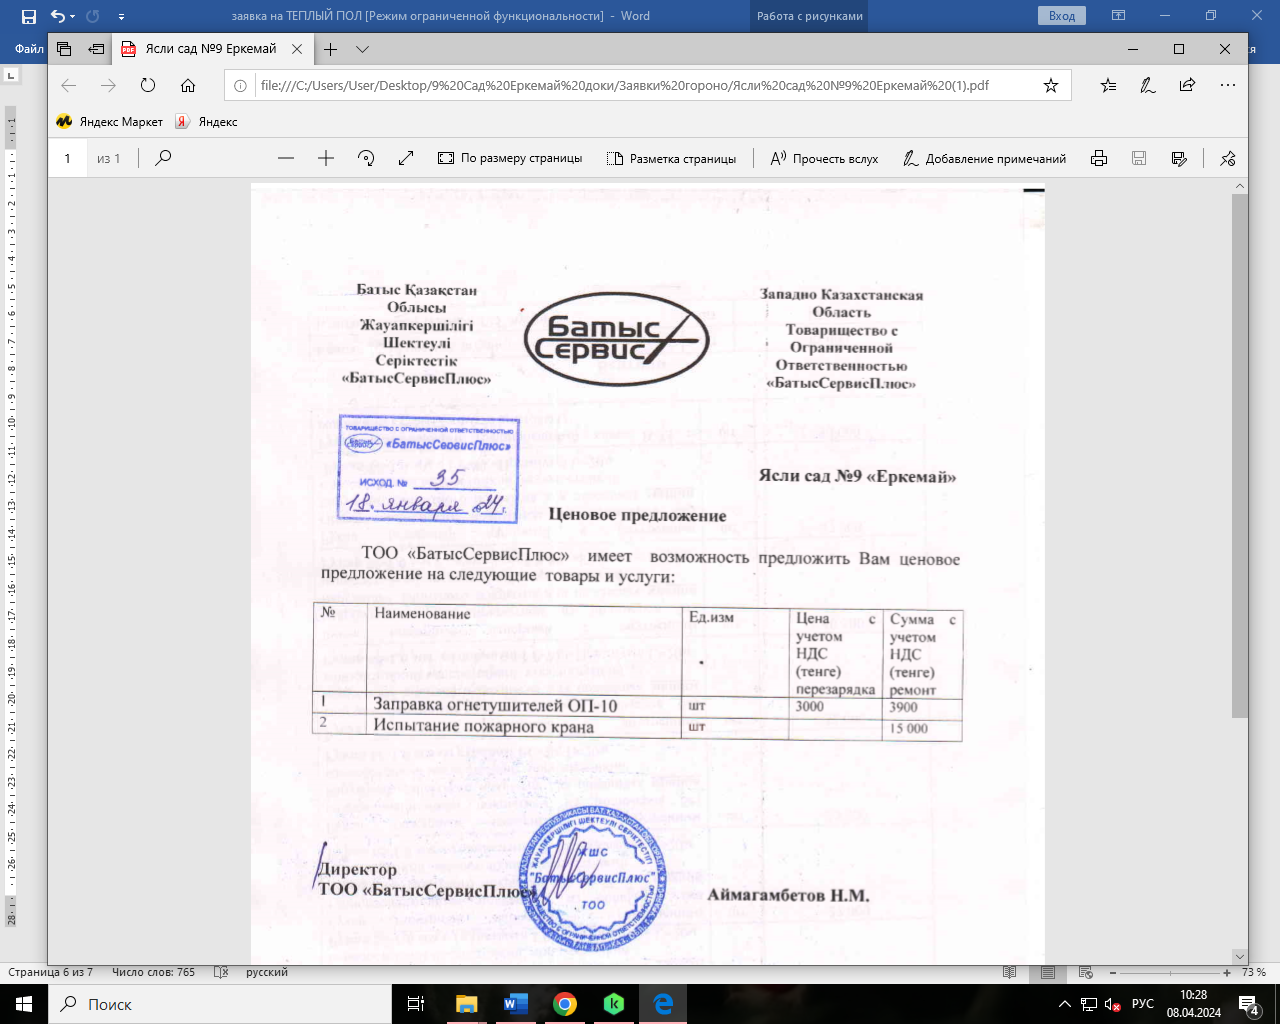 заявка на ТЕПЛЫЙ ПОЛ [Режим ограниченной функциональности] - Word
Работа с рисунками
Вход
Файл
Ясли сад №9 Еркемай
file:///C:/Users/User/Desktop/9%20Сад%20Еркемай%20доки/Заявки%20гороно/Ясли%20сад%20№9%20Еркемай%20(1).pdf
Яндекс Маркет
Яндекс
1 из 1
По размеру страницы
Разметка страницы
Прочесть вслух
Добавление примечаний
Батыс Қазақстан
Облысы
Жауапкершілігі
Шектеулі
Серіктестік
«БатысСервисПлюс»
Батыс
Сервис
Западно Казахстанская
Область
Товарищество с
Ограниченной
Ответственностью
«БатысСервисПлюс»
ТОВАРИЩЕСТВО С ОГРАНИЧЕННОЙ ОТВЕТСТВЕННОСТЬЮ
«БатысСервисПлюс»
ИСХОД. № 35
18. января 2024 г.
Ясли сад №9 «Еркемай»
Ценовое предложение
ТОО «БатысСервисПлюс» имеет возможность предложить Вам ценовое
предложение на следующие товары и услуги:
№ Наименование Ед.изм Цена с учетом НДС (тенге) перезарядка Сумма с учетом НДС (тенге) ремонт
1 Заправка огнетушителей ОП-10 шт 3000 3900
2 Испытание пожарного крана шт 15 000
ЖШС
"БатысСервисПлюс"
ТОО
Директор
ТОО «БатысСервисПлюс»
Аймагамбетов Н.М.
Страница 6 из 7
Число слов: 765
русский
73 %
Поиск
РУС
10:28
08.04.2024
4